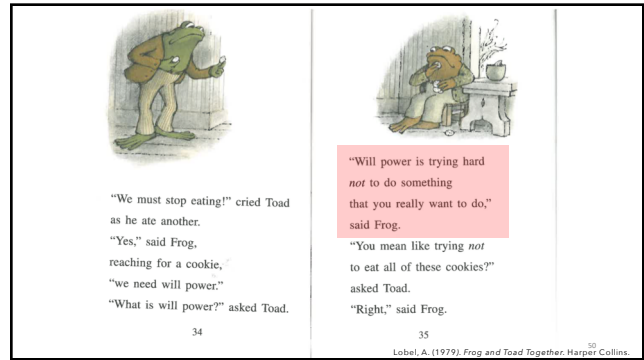 “We must stop eating!” cried Toad
as he ate another.
“Yes,” said Frog,
reaching for a cookie,
“we need will power.”
“What is will power?” asked Toad.
34
“Will power is trying hard
not to do something
that you really want to do,”
said Frog.
“You mean like trying not
to eat all of these cookies?”
asked Toad.
“Right,” said Frog.
35
50
Lobel, A. (1979). Frog and Toad Together. Harper Collins.